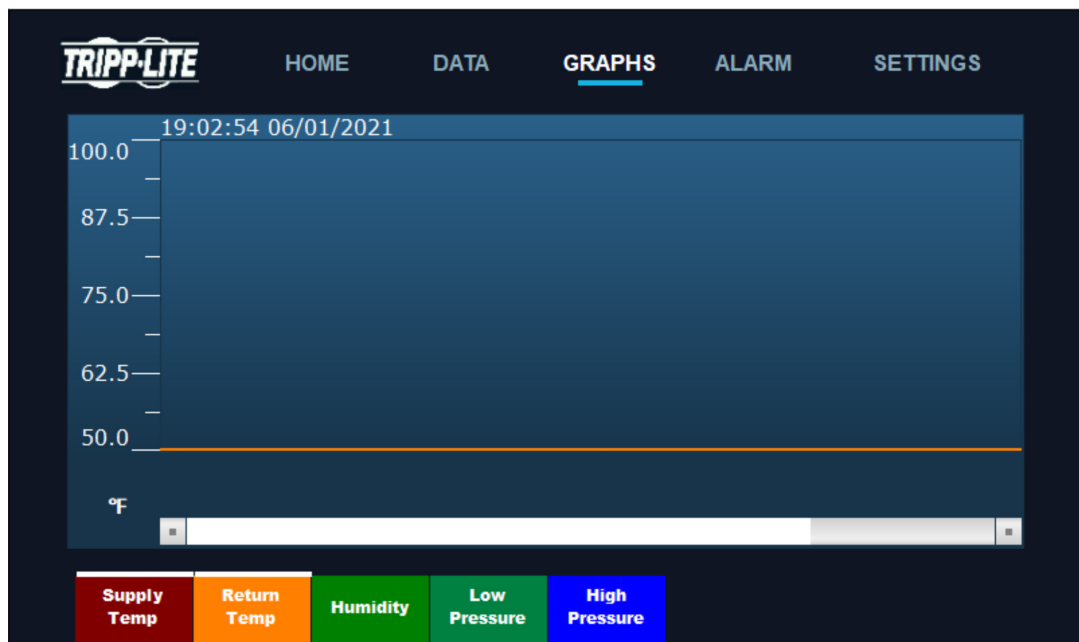 TRIPP·LITE HOME DATA GRAPHS ALARM SETTINGS
19:02:54 06/01/2021
100.0
87.5
75.0
62.5
50.0
°F
Supply Temp
Return Temp
Humidity
Low Pressure
High Pressure